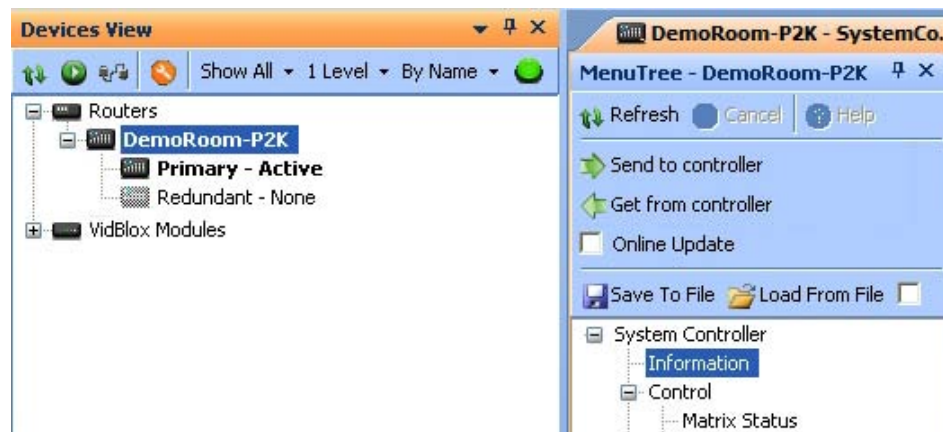 Devices View
Show All 1 Level By Name
Routers
DemoRoom-P2K
Primary - Active
Redundant - None
VidBlox Modules
DemoRoom-P2K - SystemCo.
MenuTree - DemoRoom-P2K
Refresh Cancel Help
Send to controller
Get from controller
Online Update
Save To File Load From File
System Controller
Information
Control
Matrix Status